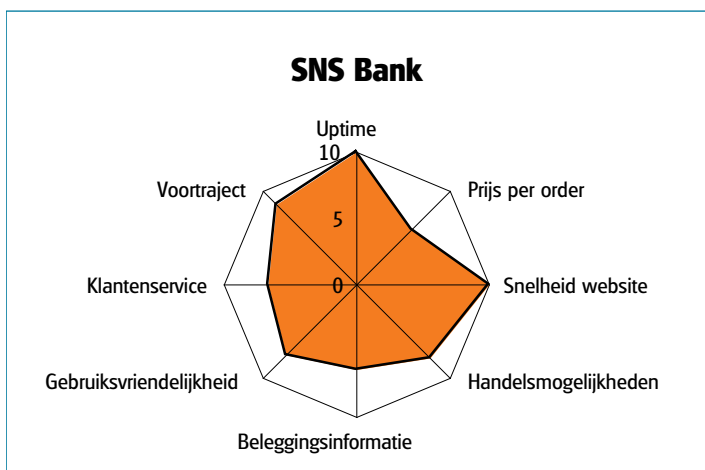 SNS Bank
Uptime
10
Voortraject
Prijs per order
5
Klantenservice
0
Snelheid website
Gebruiksvriendelijkheid
Handelsmogelijkheden
Beleggingsinformatie